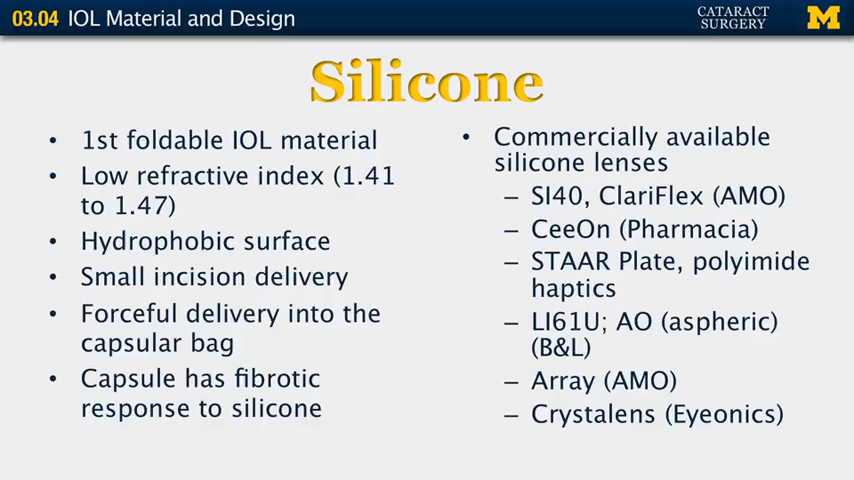 03.04 IOL Material and Design
CATARACT
SURGERY
M
Silicone
• 1st foldable IOL material
• Low refractive index (1.41
to 1.47)
• Hydrophobic surface
• Small incision delivery
• Forceful delivery into the
capsular bag
• Capsule has fibrotic
response to silicone
• Commercially available
silicone lenses
– SI40, ClariFlex (AMO)
– CeeOn (Pharmacia)
– STAAR Plate, polyimide
haptics
– LI61U; AO (aspheric)
(B&L)
– Array (AMO)
– Crystalens (Eyeonics)